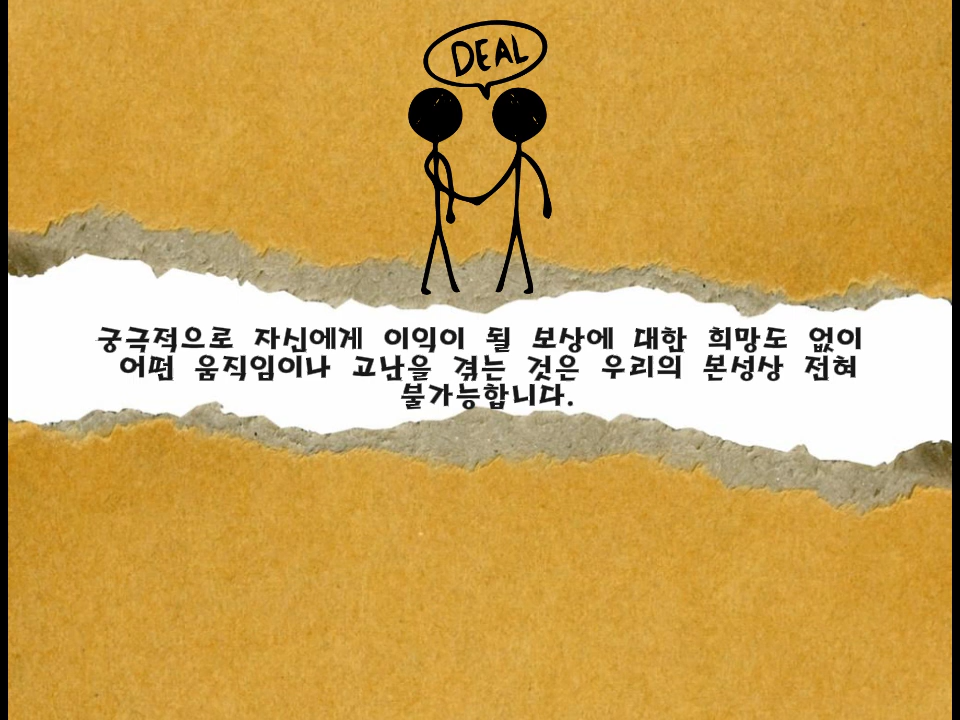 DEAL
궁극적으로 자신에게 이익이 될 보상에 대한 희망도 없이
어떤 움직임이나 고난을 겪는 것은 우리의 본성상 전혀
불가능합니다.